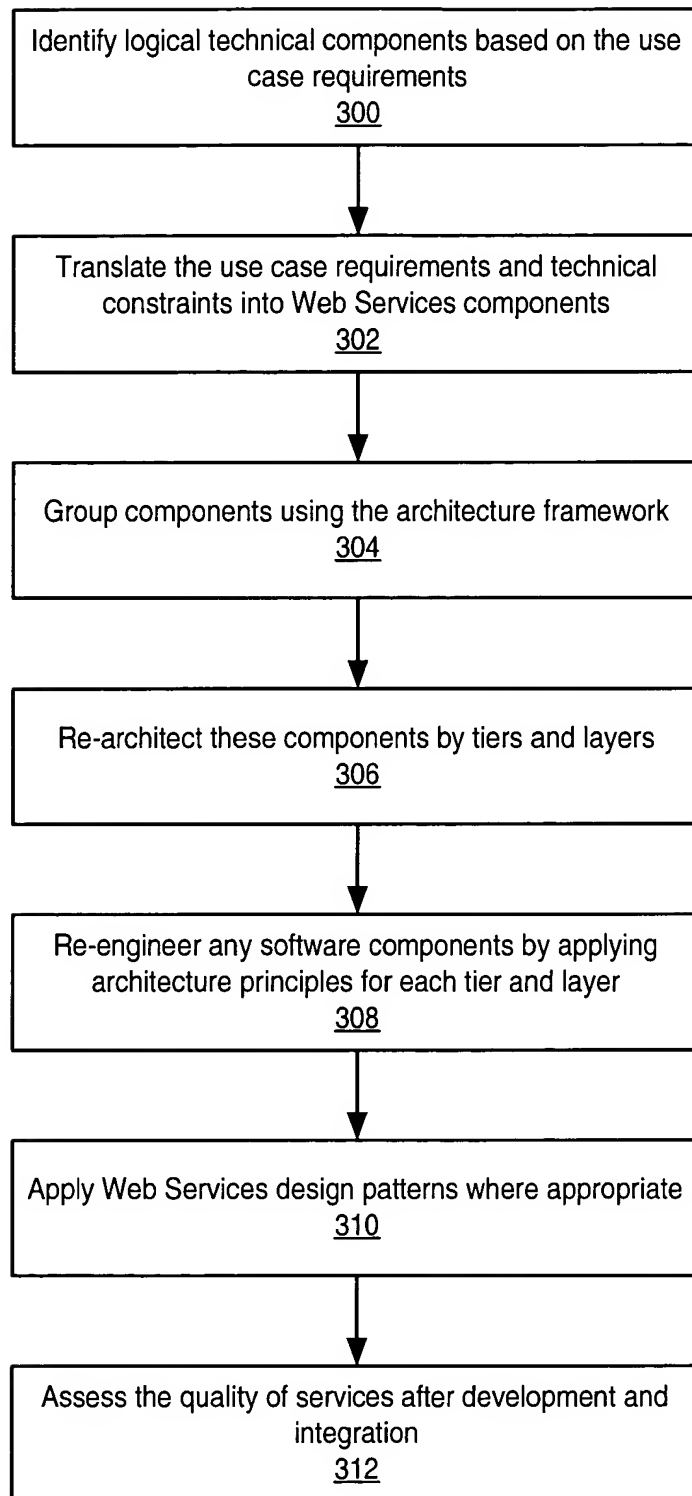 Identify logical technical components based on the use
case requirements
300
Translate the use case requirements and technical
constraints into Web Services components
302
Group components using the architecture framework
304
Re-architect these components by tiers and layers
306
Re-engineer any software components by applying
architecture principles for each tier and layer
308
Apply Web Services design patterns where appropriate
310
Assess the quality of services after development and
integration
312